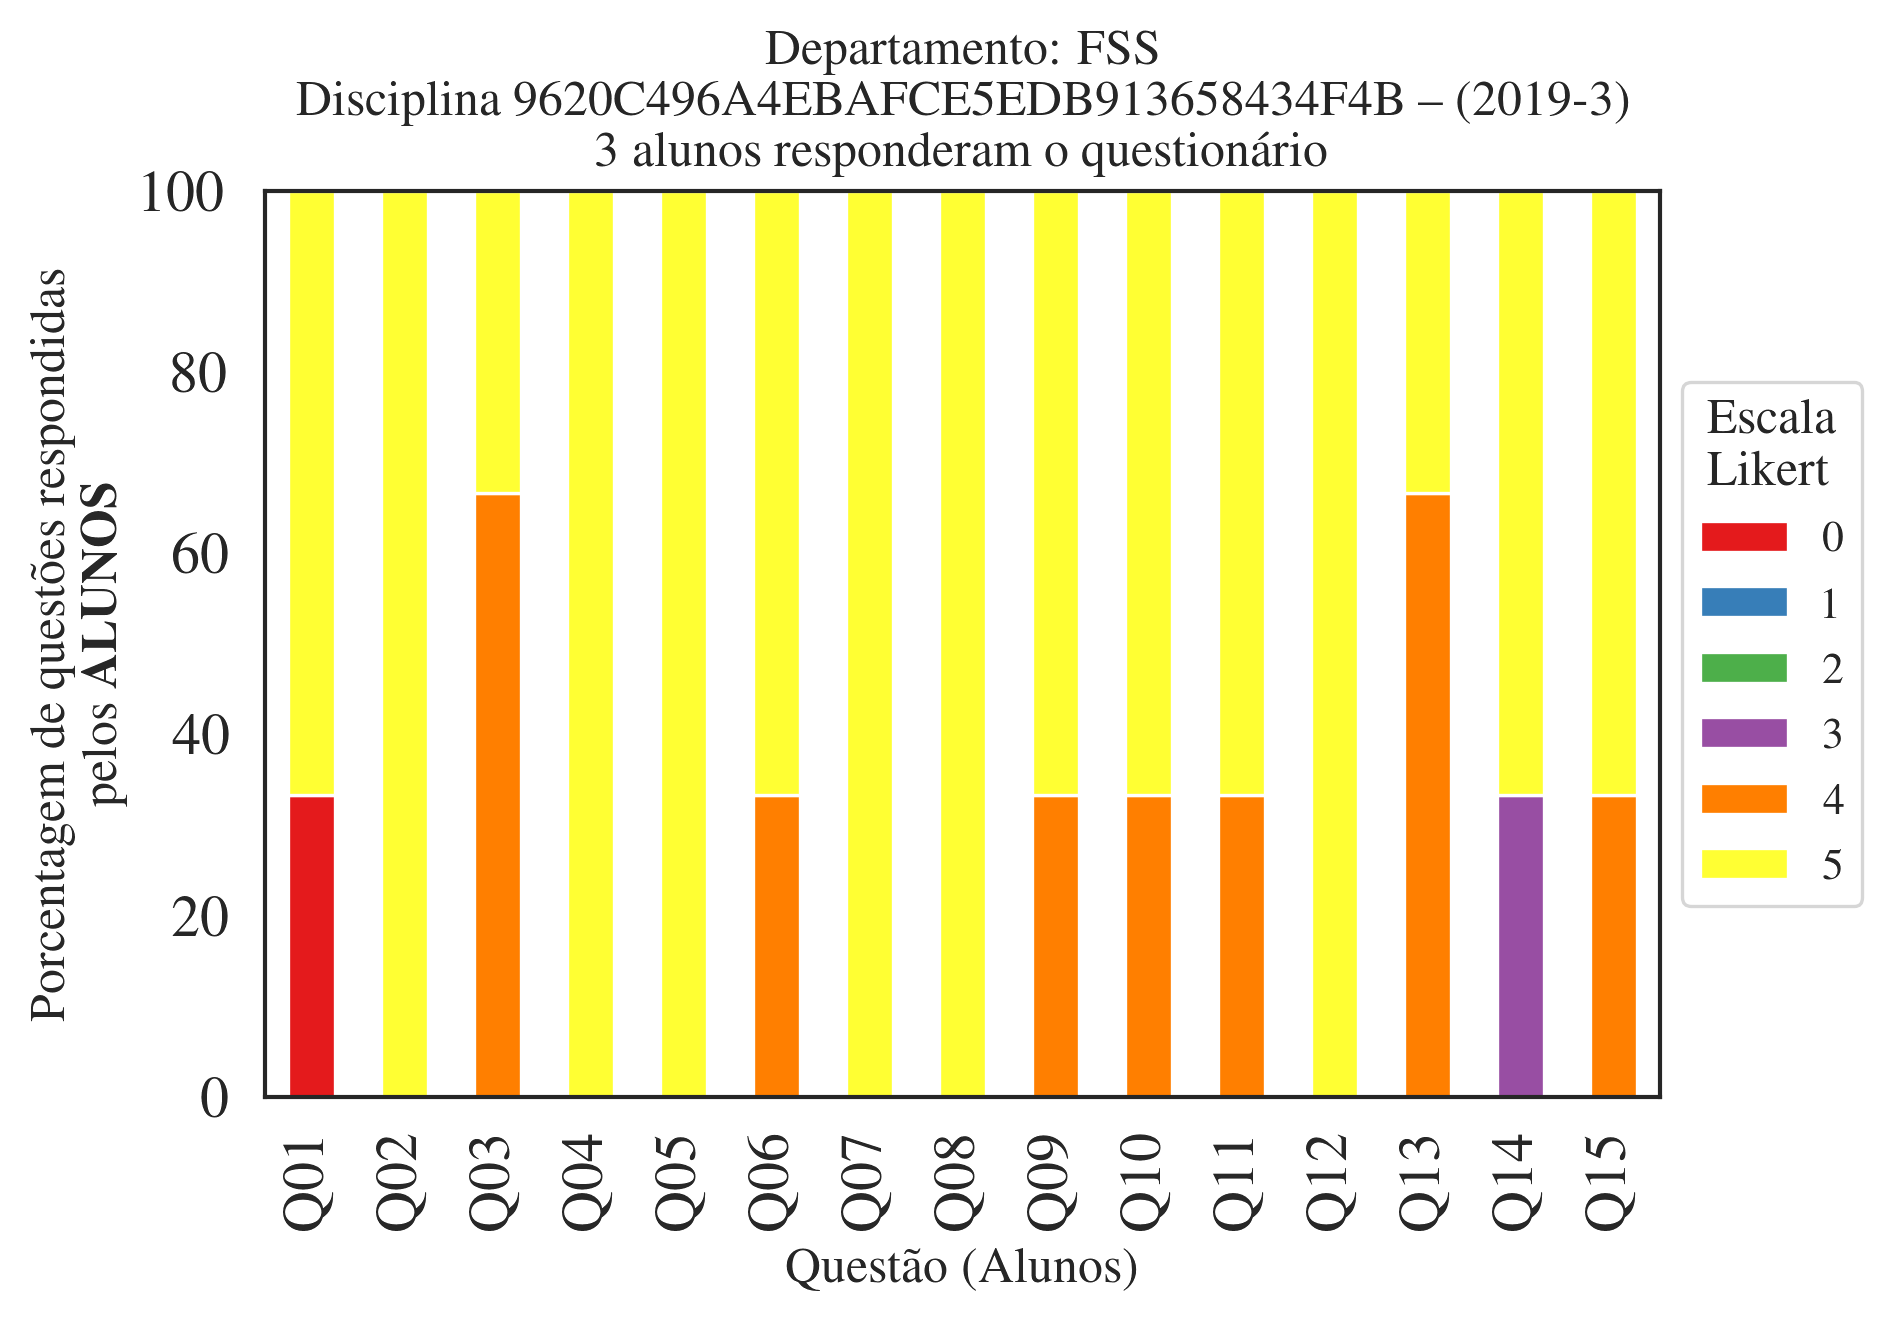 Departamento: FSS
Disciplina 9620C496A4EBAFCE5EDB913658434F4B – (2019-3)
3 alunos responderam o questionário
Porcentagem de questões respondidas
pelos ALUNOS
100
80
60
40
20
0
Q01
Q02
Q03
Q04
Q05
Q06
Q07
Q08
Q09
Q10
Q11
Q12
Q13
Q14
Q15
Questão (Alunos)
Escala
Likert
0
1
2
3
4
5